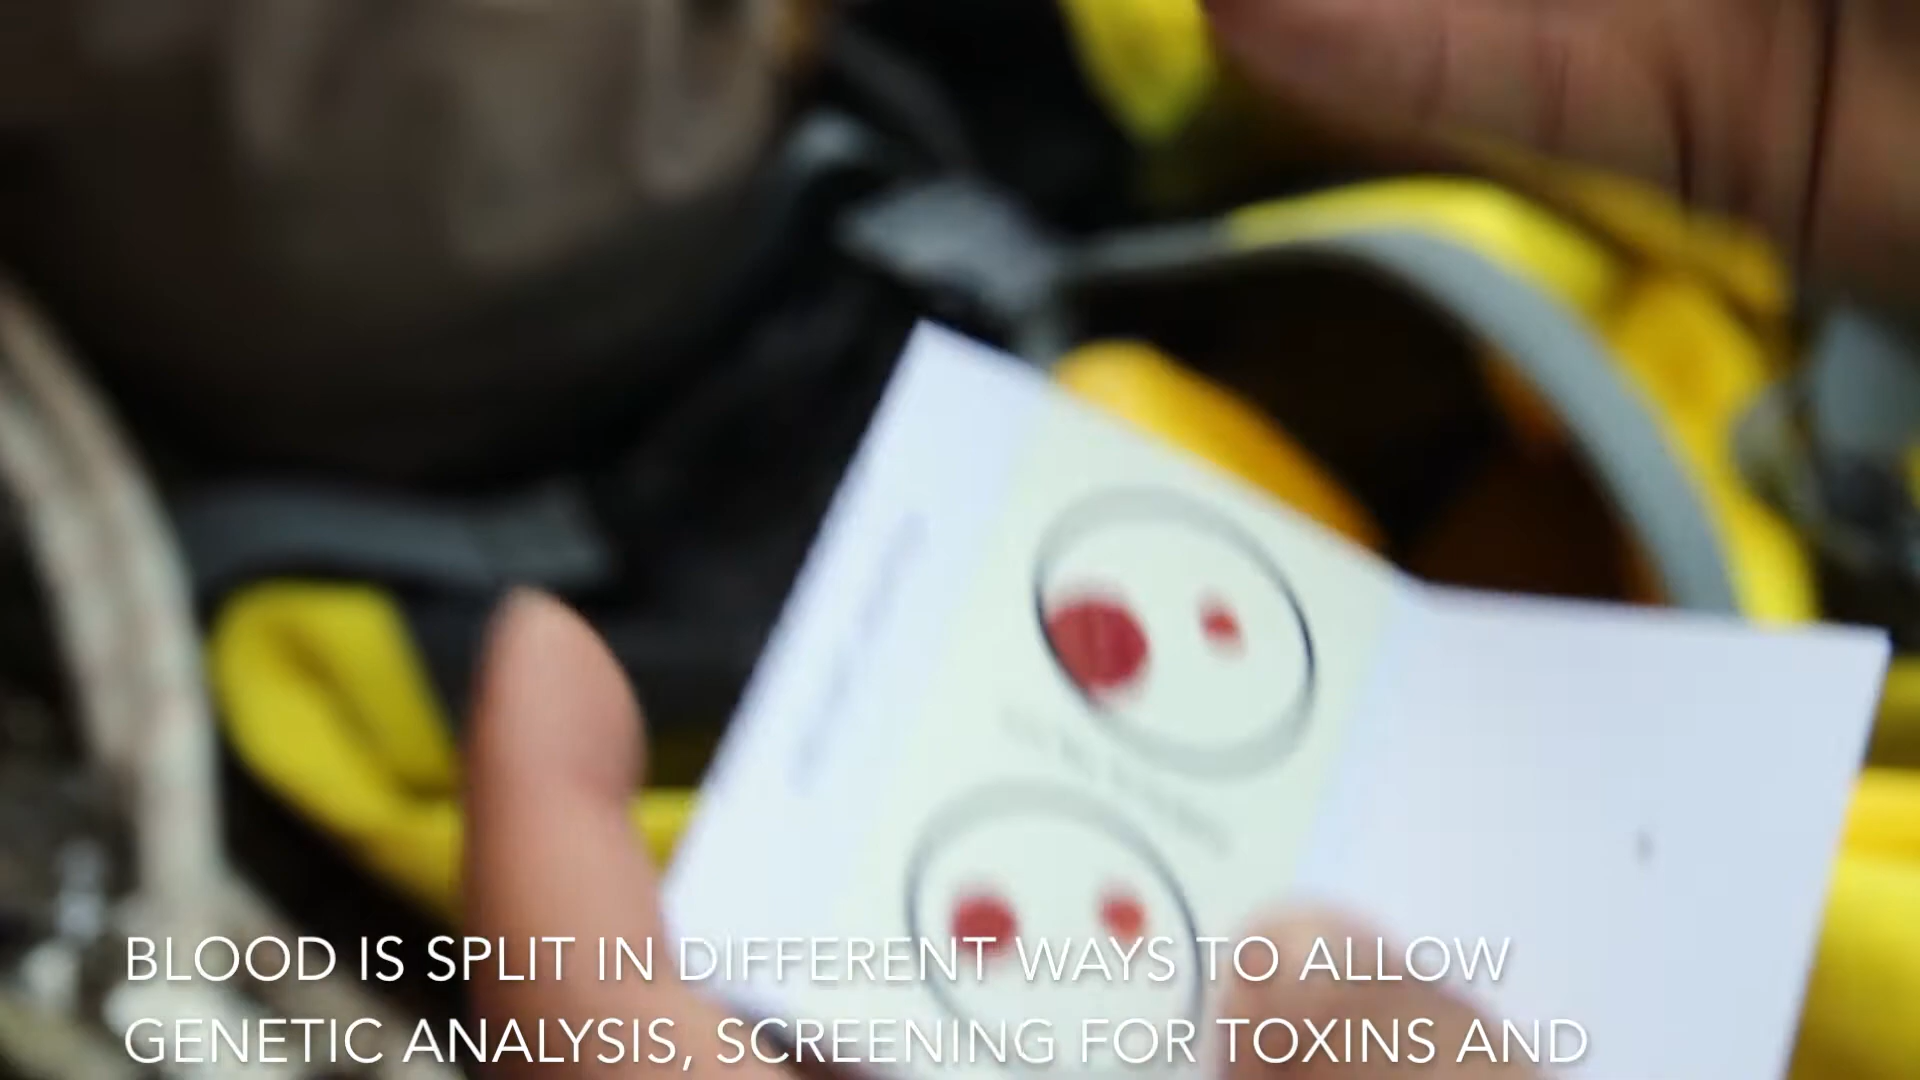 BLOOD IS SPLIT IN DIFFERENT WAYS TO ALLOW
GENETIC ANALYSIS, SCREENING FOR TOXINS AND